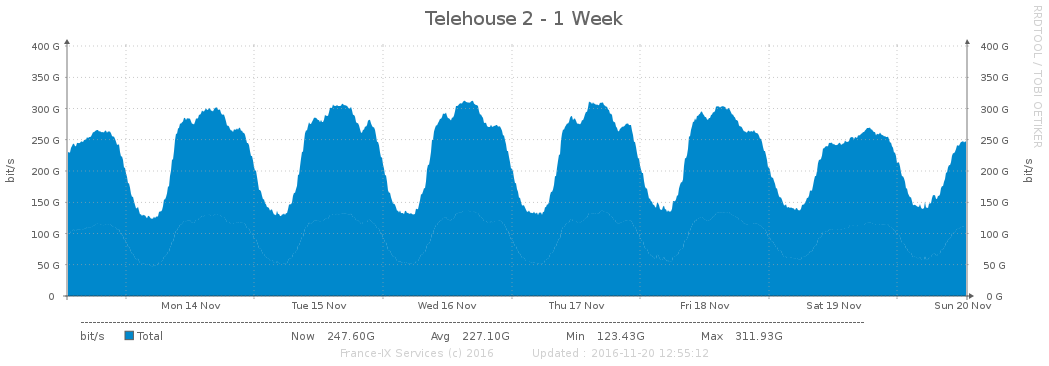 Telehouse 2 - 1 Week
RRDTOOL / TOBI OETIKER
400 G 400 G
350 G 350 G
300 G 300 G
250 G 250 G
200 G 200 G
150 G 150 G
100 G 100 G
50 G 50 G
0 0 G
bit/s bit/s
Mon 14 Nov Tue 15 Nov Wed 16 Nov Thu 17 Nov Fri 18 Nov Sat 19 Nov Sun 20 Nov
bit/s Total Now 247.60G Avg 227.10G Min 123.43G Max 311.93G
France-IX Services (c) 2016 Updated : 2016-11-20 12:55:12